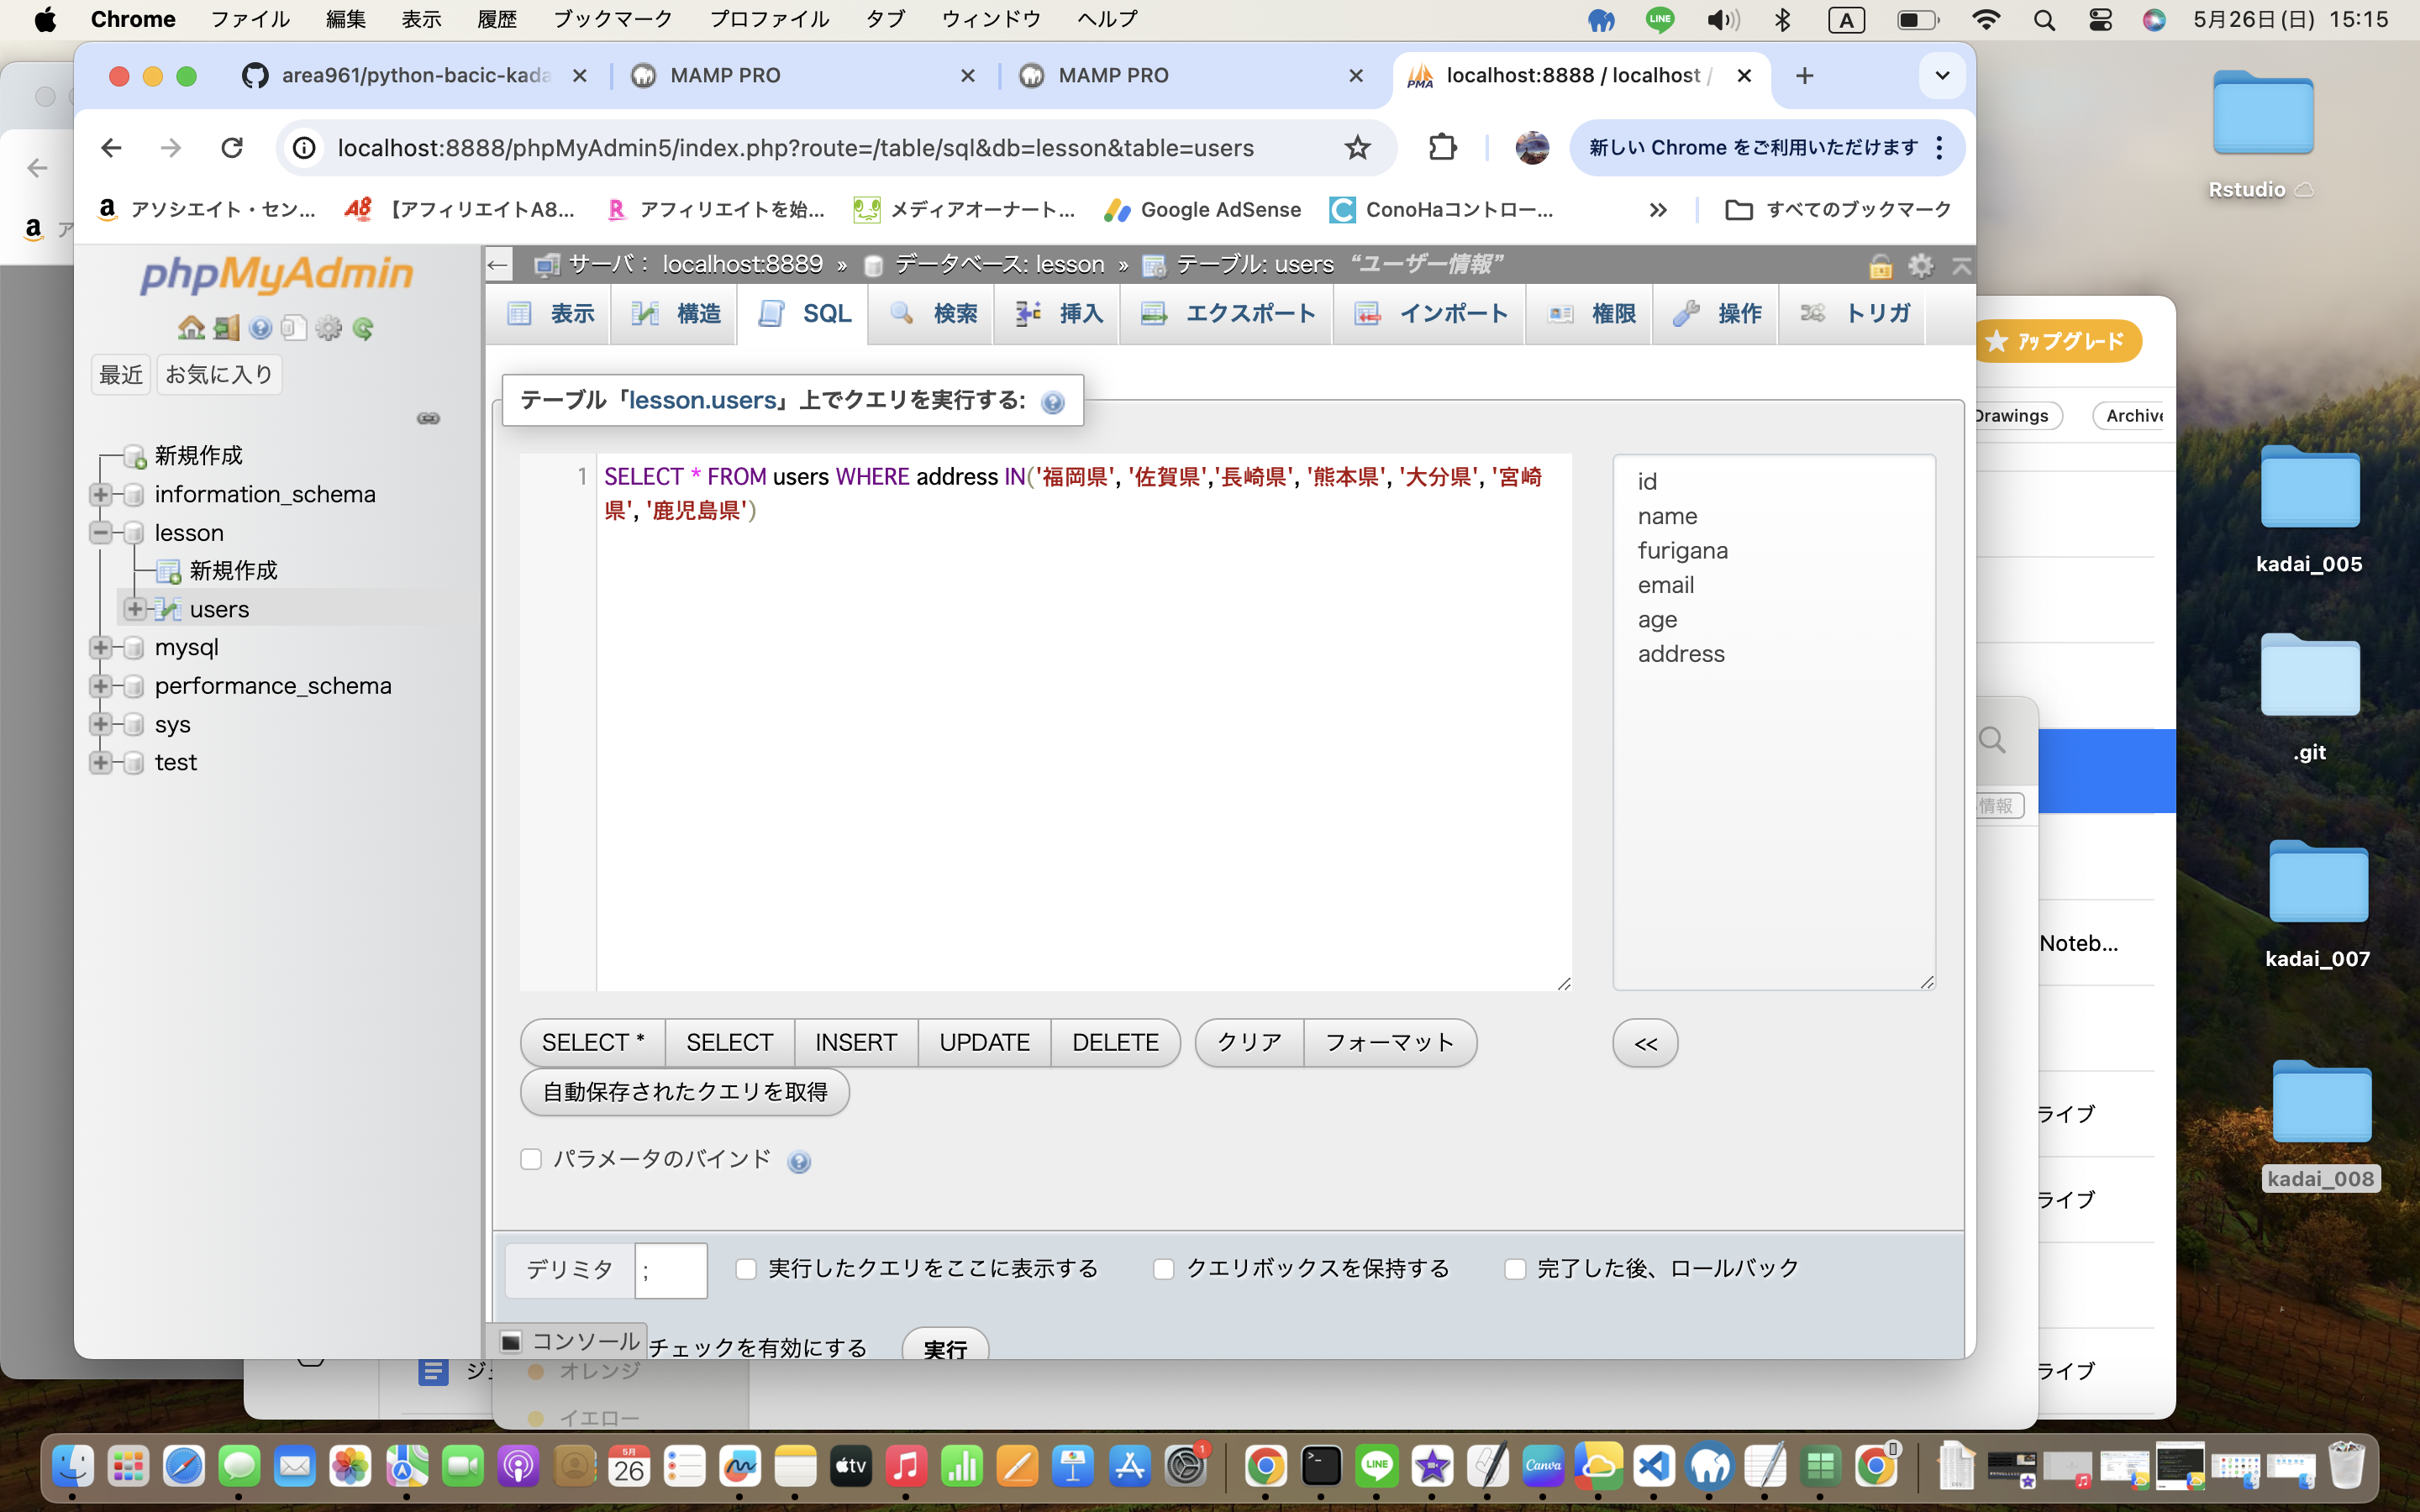 Chrome ファイル 編集 表示 履歴 ブックマーク プロファイル タブ ウィンドウ ヘルプ
LINE A 5月26日(日) 15:15
area961/python-bacic-kada
MAMP PRO
MAMP PRO
PMA localhost:8888 / localhost /
localhost:8888/phpMyAdmin5/index.php?route=/table/sql&db=lesson&table=users
新しい Chrome をご利用いただけます
アソシエイト・セン...
A8 【アフィリエイトA8...
R アフィリエイトを始...
メディアオーナート...
Google AdSense
ConoHaコントロー...
すべてのブックマーク
phpMyAdmin
最近 お気に入り
新規作成
information_schema
lesson
新規作成
users
mysql
performance_schema
sys
test
サーバ: localhost:8889 » データベース: lesson » テーブル: users “ユーザー情報”
表示 構造 SQL 検索 挿入 エクスポート インポート 権限 操作 トリガ
テーブル「lesson.users」上でクエリを実行する:
1 SELECT * FROM users WHERE address IN('福岡県', '佐賀県','長崎県', '熊本県', '大分県', '宮崎
県', '鹿児島県')
id
name
furigana
email
age
address
SELECT * SELECT INSERT UPDATE DELETE クリア フォーマット <<
自動保存されたクエリを取得
パラメータのバインド
デリミタ ; 実行したクエリをここに表示する クエリボックスを保持する 完了した後、ロールバック
コンソール チェックを有効にする 実行
オレンジ
イエロー
アップグレード
Drawings Archive
情報
Noteb...
ライブ
ライブ
ライブ
Rstudio
kadai_005
.git
kadai_007
kadai_008
5月
26
tv
1
LINE
Canva